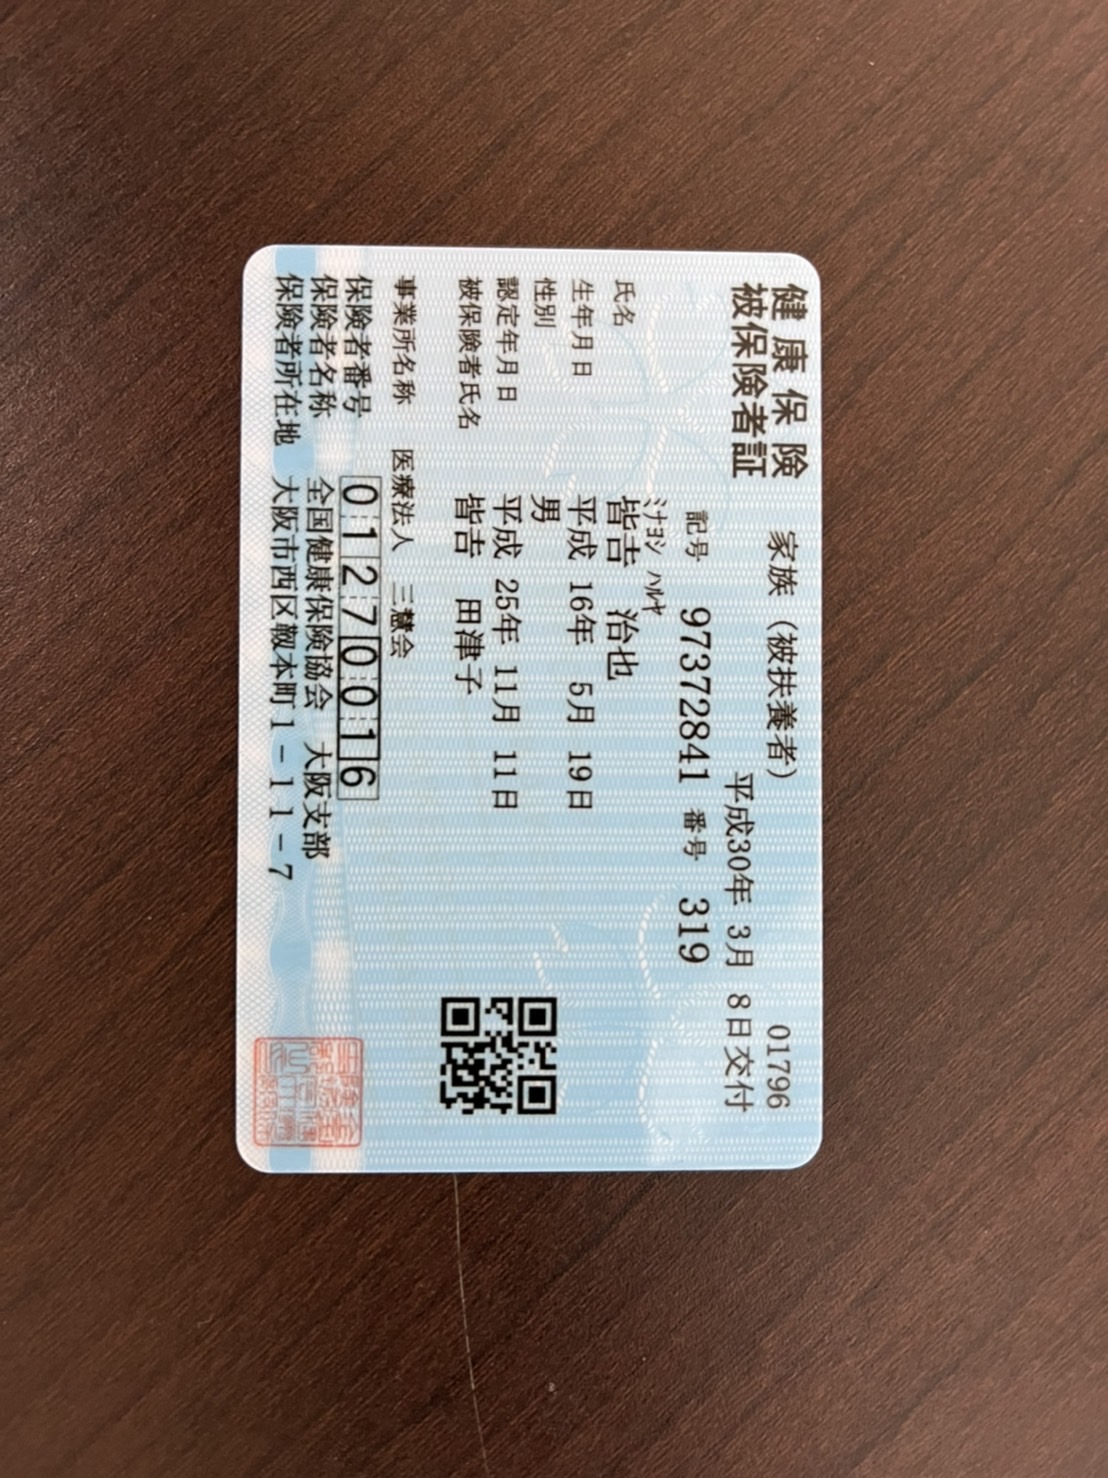 健康保険 家族（被扶養者） 01796
被保険者証 平成30年 3月 8日交付
記号 97372841 番号 319
ﾐﾅﾖｼ ﾊﾙﾔ
氏名 皆吉 治也
生年月日 平成 16年 5月 19日
性別 男
認定年月日 平成 25年 11月 11日
被保険者氏名 皆吉 田津子
事業所名称 医療法人 三慧会
保険者番号 01270016
保険者名称 全国健康保険協会 大阪支部
保険者所在地 大阪市西区靱本町1-11-7